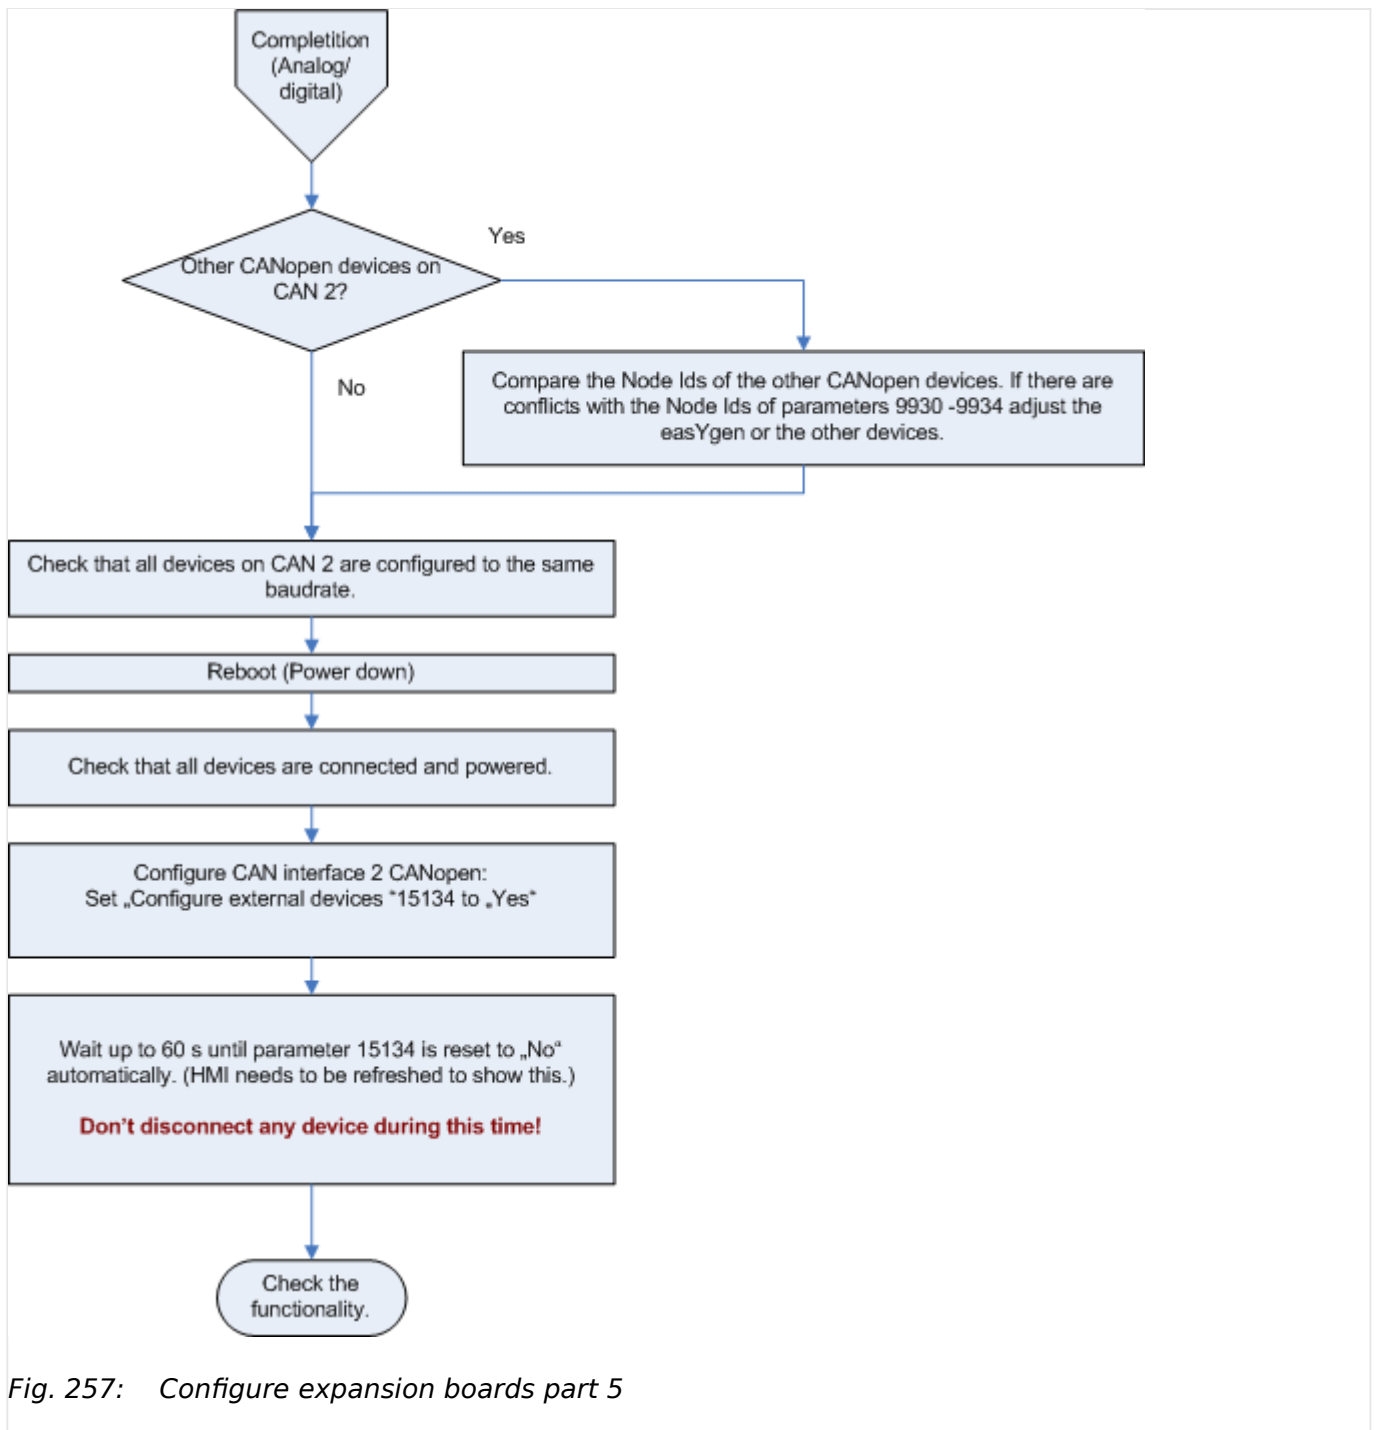 Completition
(Analog/
digital)
Yes
Other CANopen devices on
CAN 2?
No
Compare the Node Ids of the other CANopen devices. If there are
conflicts with the Node Ids of parameters 9930 -9934 adjust the
easYgen or the other devices.
Check that all devices on CAN 2 are configured to the same
baudrate.
Reboot (Power down)
Check that all devices are connected and powered.
Configure CAN interface 2 CANopen:
Set „Configure external devices “15134 to „Yes“
Wait up to 60 s until parameter 15134 is reset to „No“
automatically. (HMI needs to be refreshed to show this.)
Don’t disconnect any device during this time!
Check the
functionality.
Fig. 257: Configure expansion boards part 5